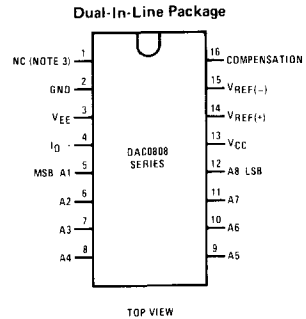 Dual-In-Line Package
NC (NOTE 3) 1
16 COMPENSATION
GND 2
15 VREF(−)
VEE 3
14 VREF(+)
IO 4
13 VCC
DAC0808
SERIES
MSB A1 5
12 A8 LSB
A2 6
11 A7
A3 7
10 A6
A4 8
9 A5
TOP VIEW